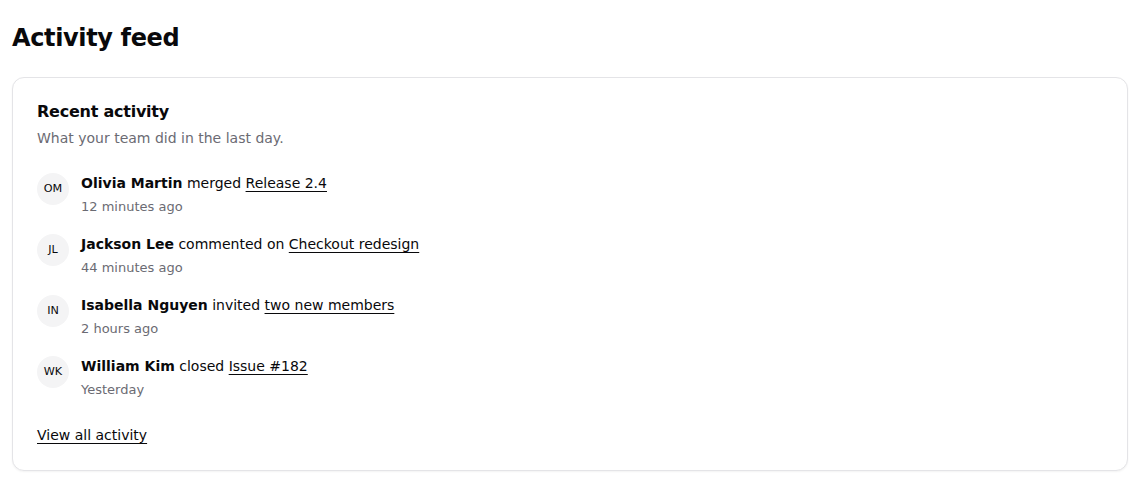 Activity feed
Recent activity
What your team did in the last day.
OM
Olivia Martin merged Release 2.4
12 minutes ago
JL
Jackson Lee commented on Checkout redesign
44 minutes ago
IN
Isabella Nguyen invited two new members
2 hours ago
WK
William Kim closed Issue #182
Yesterday
View all activity